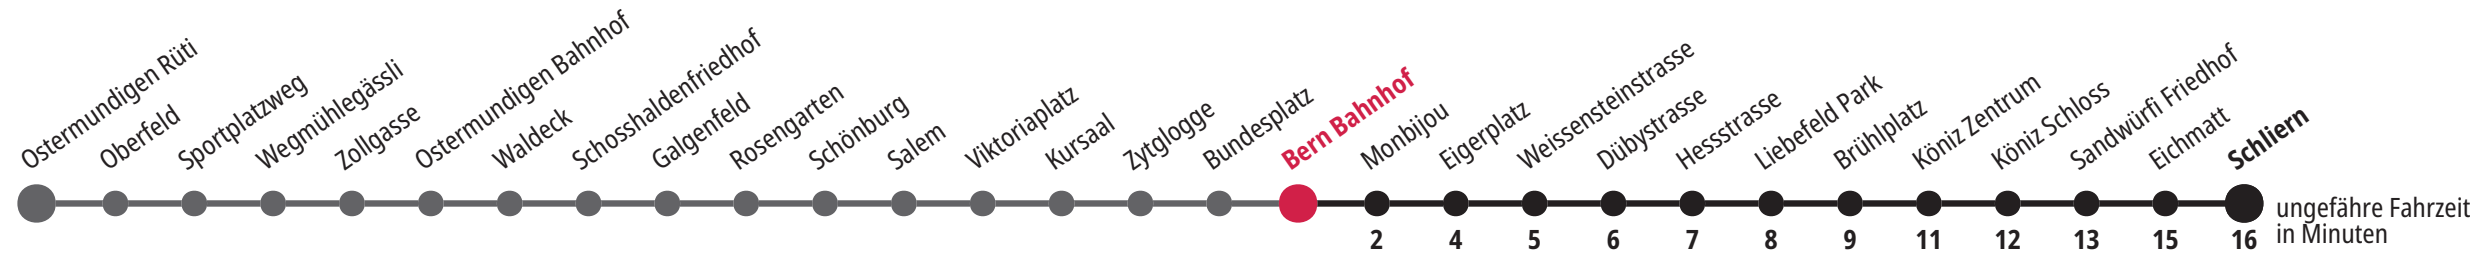 Ostermundigen Rüti
Oberfeld
Sportplatzweg
Wegmühlegässli
Zollgasse
Ostermundigen Bahnhof
Waldeck
Schosshaldenfriedhof
Galgenfeld
Rosengarten
Schönburg
Salem
Viktoriaplatz
Kursaal
Zytglogge
Bundesplatz
Bern Bahnhof
Monbijou
Eigerplatz
Weissensteinstrasse
Dübystrasse
Hessstrasse
Liebefeld Park
Brühlplatz
Köniz Zentrum
Köniz Schloss
Sandwürfi Friedhof
Eichmatt
Schliern
2 4 5 6 7 8 9 11 12 13 15 16
ungefähre Fahrzeit
in Minuten